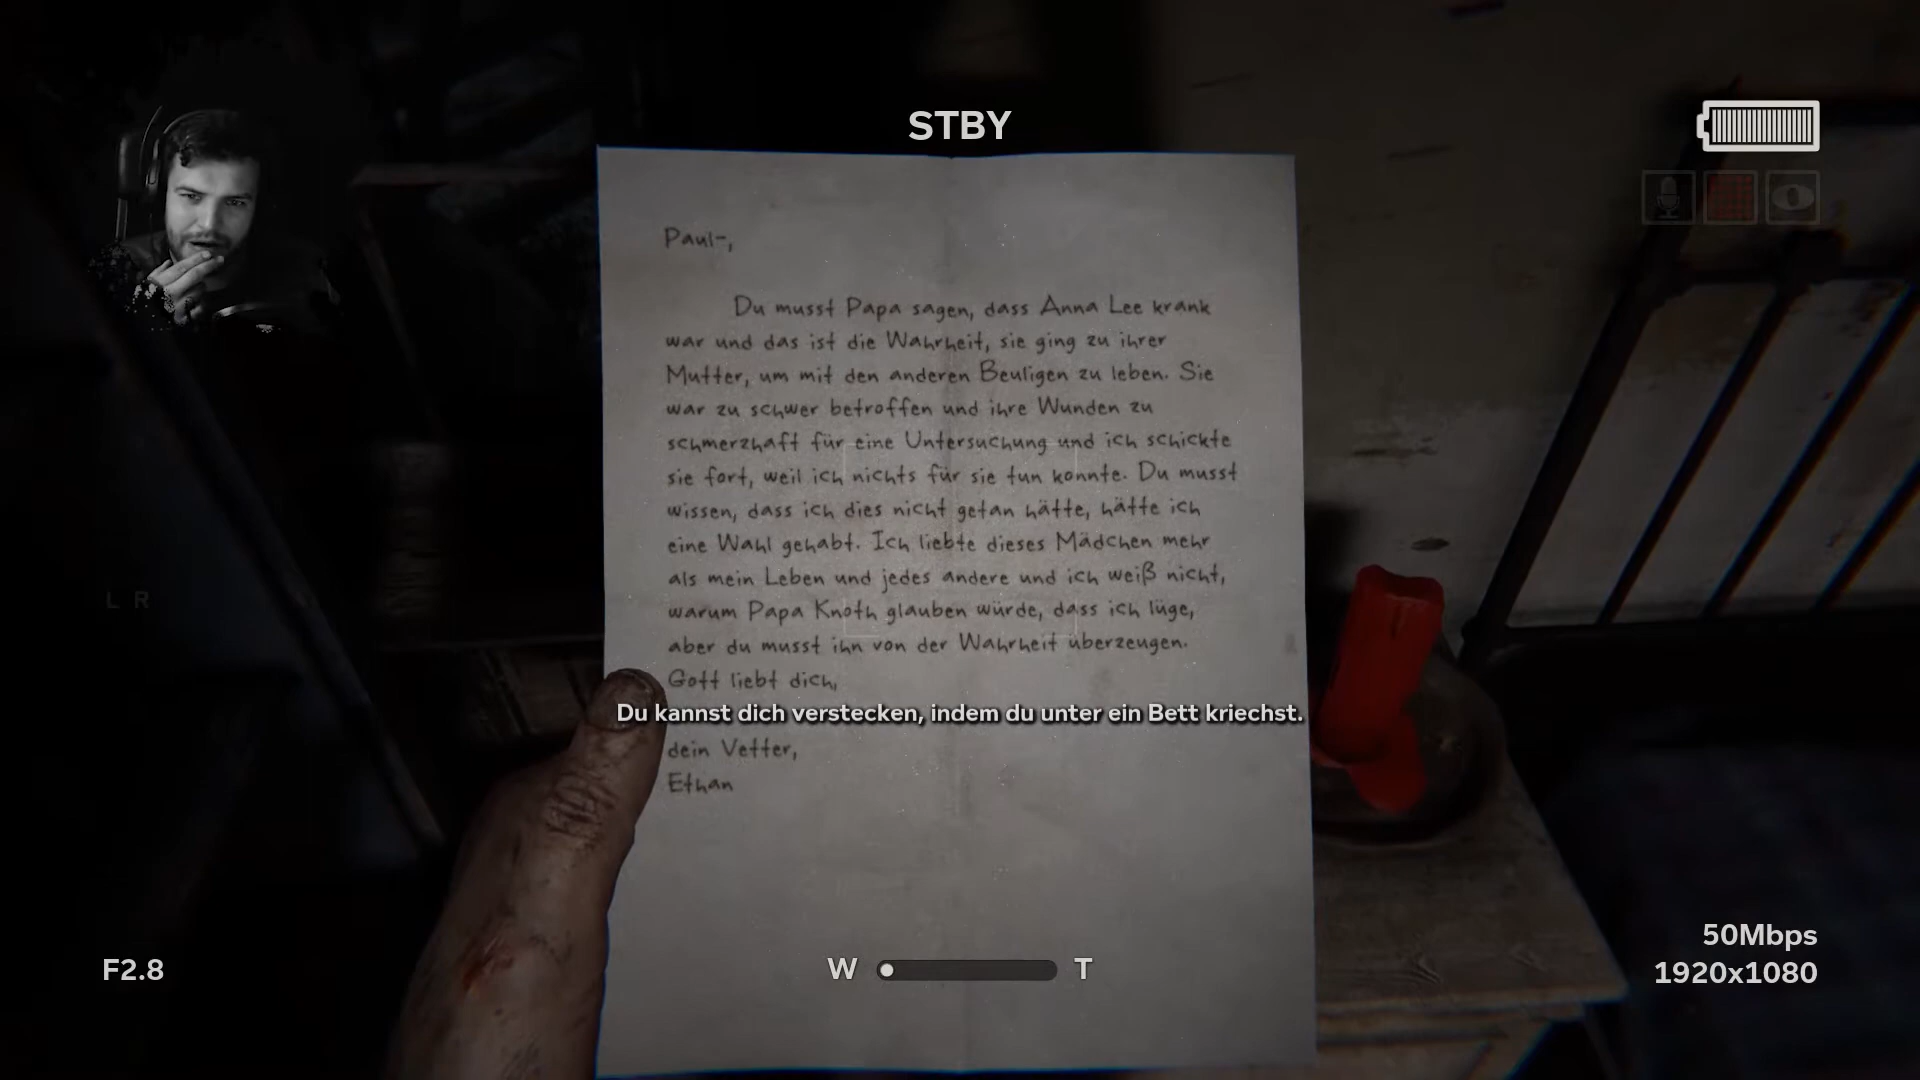 STBY
Paul-,
Du musst Papa sagen, dass Anna Lee krank
war und das ist die Wahrheit, sie ging zu ihrer
Mutter, um mit den anderen Beuligen zu leben. Sie
war zu schwer betroffen und ihre Wunden zu
schmerzhaft für eine Untersuchung und ich schickte
sie fort, weil ich nichts für sie tun konnte. Du musst
wissen, dass ich dies nicht getan hätte, hätte ich
eine Wahl gehabt. Ich liebte dieses Mädchen mehr
als mein Leben und jedes andere und ich weiß nicht,
warum Papa Knoth glauben würde, dass ich lüge,
aber du musst ihn von der Wahrheit überzeugen.
Gott liebt dich,
Du kannst dich verstecken, indem du unter ein Bett kriechst.
dein Vetter,
Ethan
L R
F2.8
W T
50Mbps
1920x1080